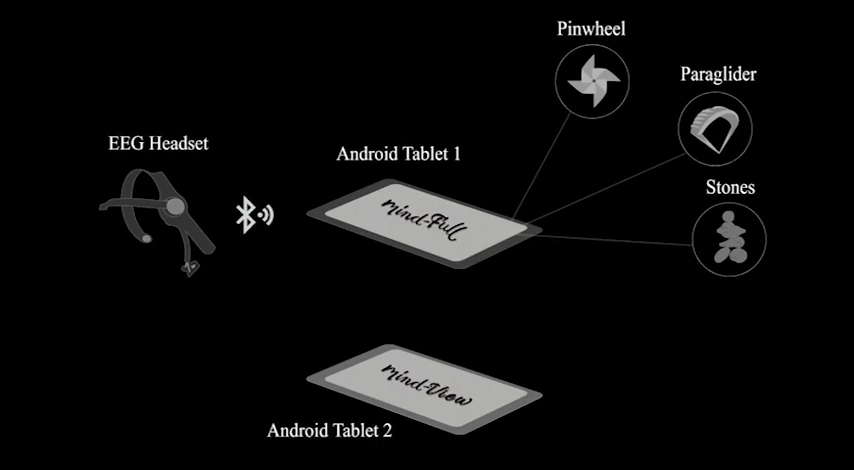 Pinwheel
Paraglider
EEG Headset
Android Tablet 1
Stones
mind-Full
mind-View
Android Tablet 2